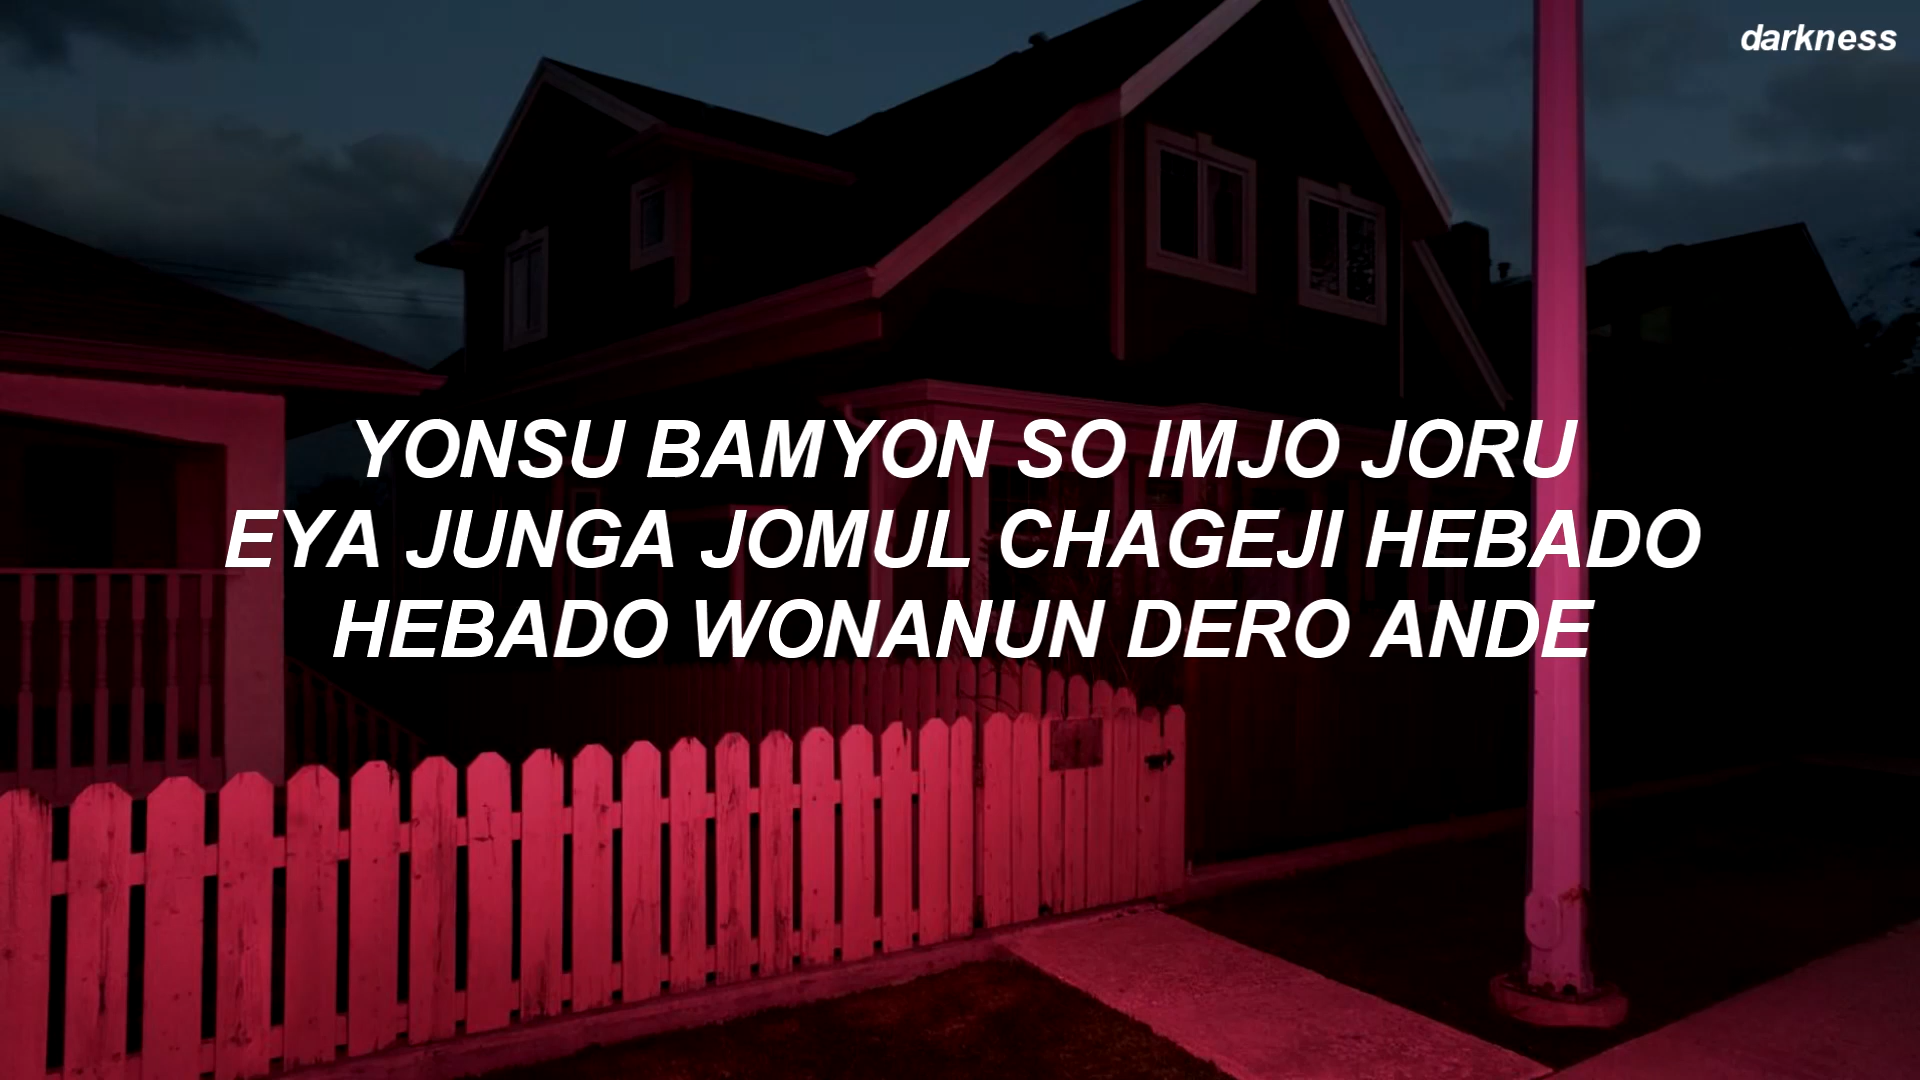 darkness
YONSU BAMYON SO IMJO JORU
EYA JUNGA JOMUL CHAGEJI HEBADO
HEBADO WONANUN DERO ANDE